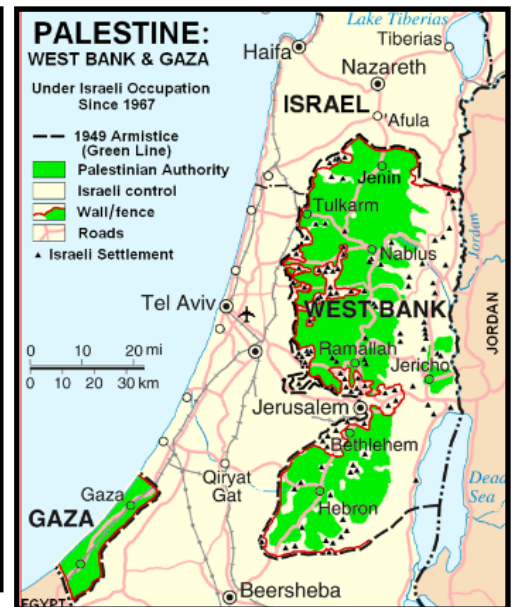 PALESTINE:
WEST BANK & GAZA
Under Israeli Occupation
Since 1967
1949 Armistice
(Green Line)
Palestinian Authority
Israeli control
Wall/fence
Roads
Israeli Settlement
Lake Tiberias
Tiberias
Haifa
Nazareth
ISRAEL
'Afula
Jenin
Tulkarm
Nablus
Jordan
Tel Aviv
WEST BANK
JORDAN
0 10 20 mi
0 10 20 30 km
Ramallah
Jericho
Jerusalem
Bethlehem
Qiryat
Gat
Dead
Sea
Gaza
GAZA
Hebron
Beersheba
EGYPT